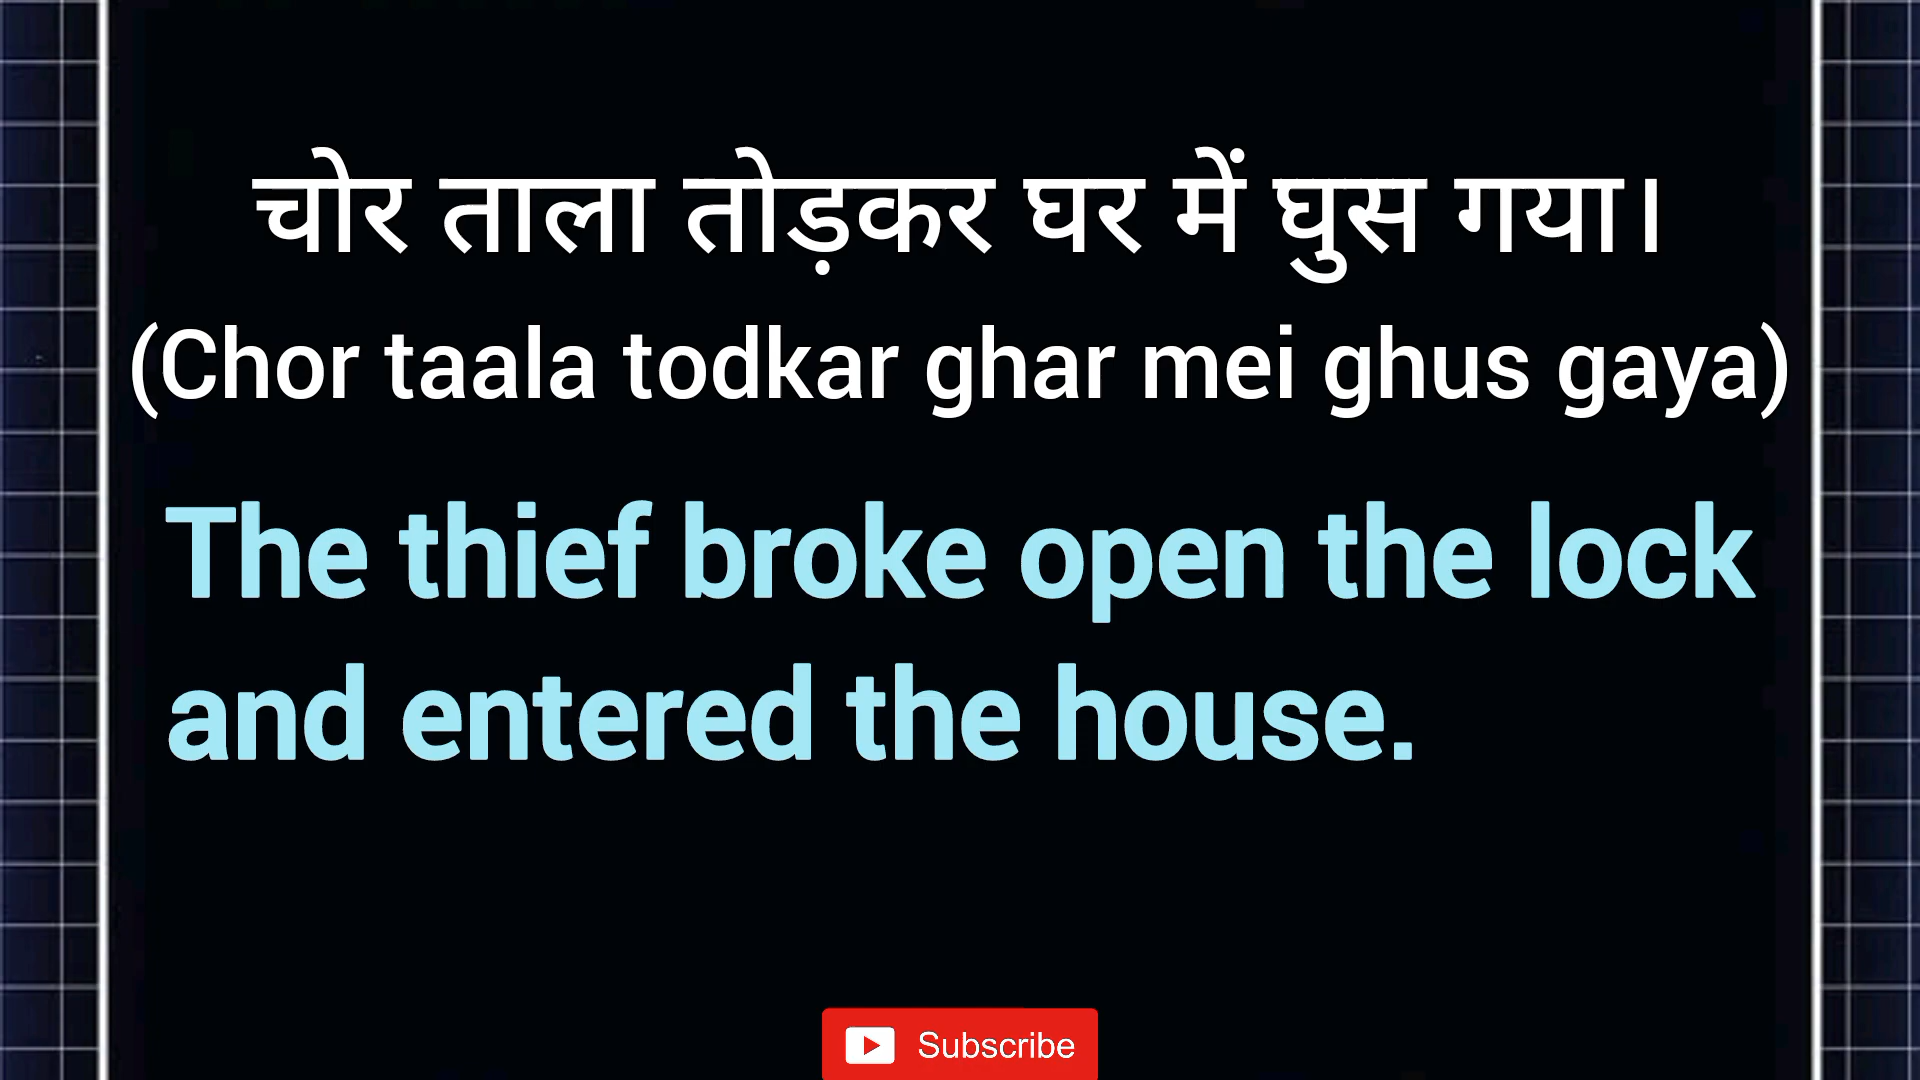 चोर ताला तोड़कर घर में घुस गया।
(Chor taala todkar ghar mei ghus gaya)
The thief broke open the lock
and entered the house.
Subscribe